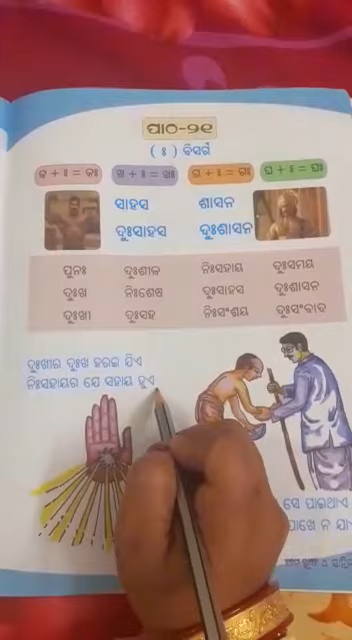 ପାଠ-୨୧
( ଃ ) ବିସର୍ଗ
କ + ଃ = କଃ ଖ + ଃ = ଖଃ ଗ + ଃ = ଗଃ ଘ + ଃ = ଘଃ
ସାହସ ଶାସନ
ଦୁଃସାହସ ଦୁଃଶାସନ
ପୁନଃ ଦୁଃଶୀଳ ନିଃସହାୟ ଦୁଃସମୟ
ଦୁଃଖ ନିଃଶେଷ ଦୁଃସାହସ ଦୁଃଶାସନ
ଦୁଃଖୀ ଦୁଃସହ ନିଃସଂଶୟ ଦୁଃସଂବାଦ
ଦୁଃଖୀର ଦୁଃଖ ହରଇ ଯିଏ
ନିଃସହାୟର ଯେ ସହାୟ ହୁଏ
ସେ ପାଇଥାଏ
ପାଖେ ନ ଯା